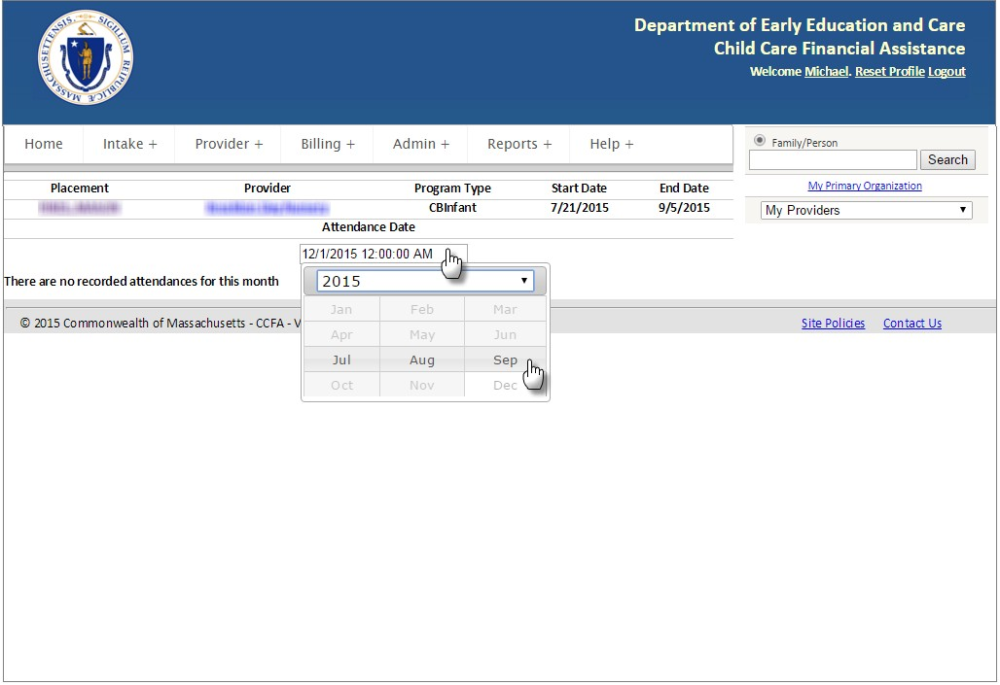 SIGILLUM REIPUBLICÆ MASSACHUSETTENSIS
Department of Early Education and Care
Child Care Financial Assistance
Welcome Michael. Reset Profile Logout
Home Intake + Provider + Billing + Admin + Reports + Help +
Family/Person
Search
My Primary Organization
My Providers
Placement Provider Program Type Start Date End Date
CBInfant 7/21/2015 9/5/2015
Attendance Date
12/1/2015 12:00:00 AM
There are no recorded attendances for this month
2015
Jan Feb Mar
Apr May Jun
Jul Aug Sep
Oct Nov Dec
© 2015 Commonwealth of Massachusetts - CCFA - V
Site Policies Contact Us